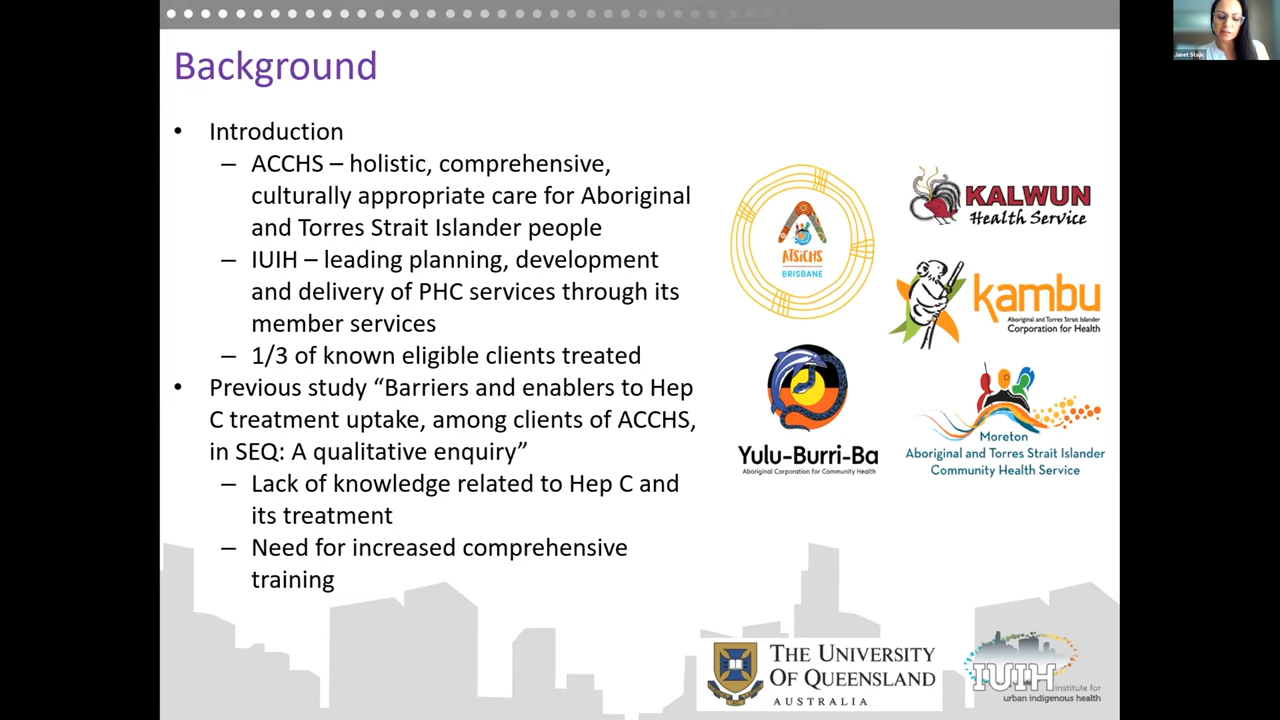 Background
• Introduction
– ACCHS – holistic, comprehensive,
culturally appropriate care for Aboriginal
and Torres Strait Islander people
– IUIH – leading planning, development
and delivery of PHC services through its
member services
– 1/3 of known eligible clients treated
• Previous study “Barriers and enablers to Hep
C treatment uptake, among clients of ACCHS,
in SEQ: A qualitative enquiry”
– Lack of knowledge related to Hep C and
its treatment
– Need for increased comprehensive
training
ATSICHS
BRISBANE
KALWUN
Health Service
kambu
Aboriginal and Torres Strait Islander
Corporation for Health
Yulu-Burri-Ba
Aboriginal Corporation for Community Health
Moreton
Aboriginal and Torres Strait Islander
Community Health Service
THE UNIVERSITY
OF QUEENSLAND
AUSTRALIA
IUIH
institute for
urban indigenous health
Janet Stajic